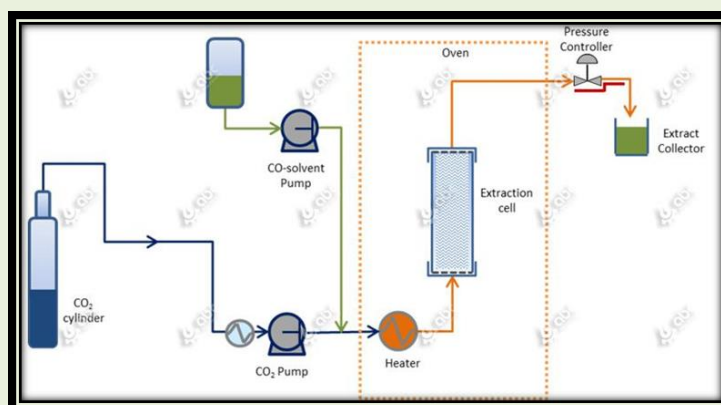 Pressure
Controller
Oven
CO-solvent
Pump
Extract
Collector
Extraction
cell
CO₂
cylinder
CO₂ Pump
Heater